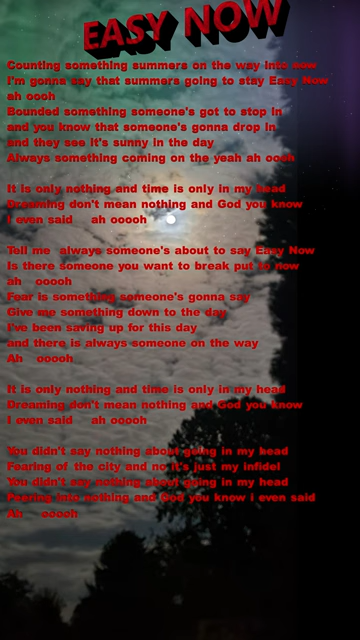 EASY NOW
Counting something summers on the way into now
I'm gonna say that summers going to stay Easy Now
ah oooh
Bounded something someone's got to stop in
and you know that someone's gonna drop in
and they see it's sunny in the day
Always something coming on the yeah ah oooh
It is only nothing and time is only in my head
Dreaming don't mean nothing and God you know
I even said ah ooooh
Tell me always someone's about to say Easy Now
Is there someone you want to break put to now
ah ooooh
Fear is something someone's gonna say
Give me something down to the day
I've been saving up for this day
and there is always someone on the way
Ah ooooh
It is only nothing and time is only in my head
Dreaming don't mean nothing and God you know
I even said ah ooooh
You didn't say nothing about going in my head
Fearing of the city and no it's just my infidel
You didn't say nothing about going in my head
Peering into nothing and God you know i even said
Ah ooooh